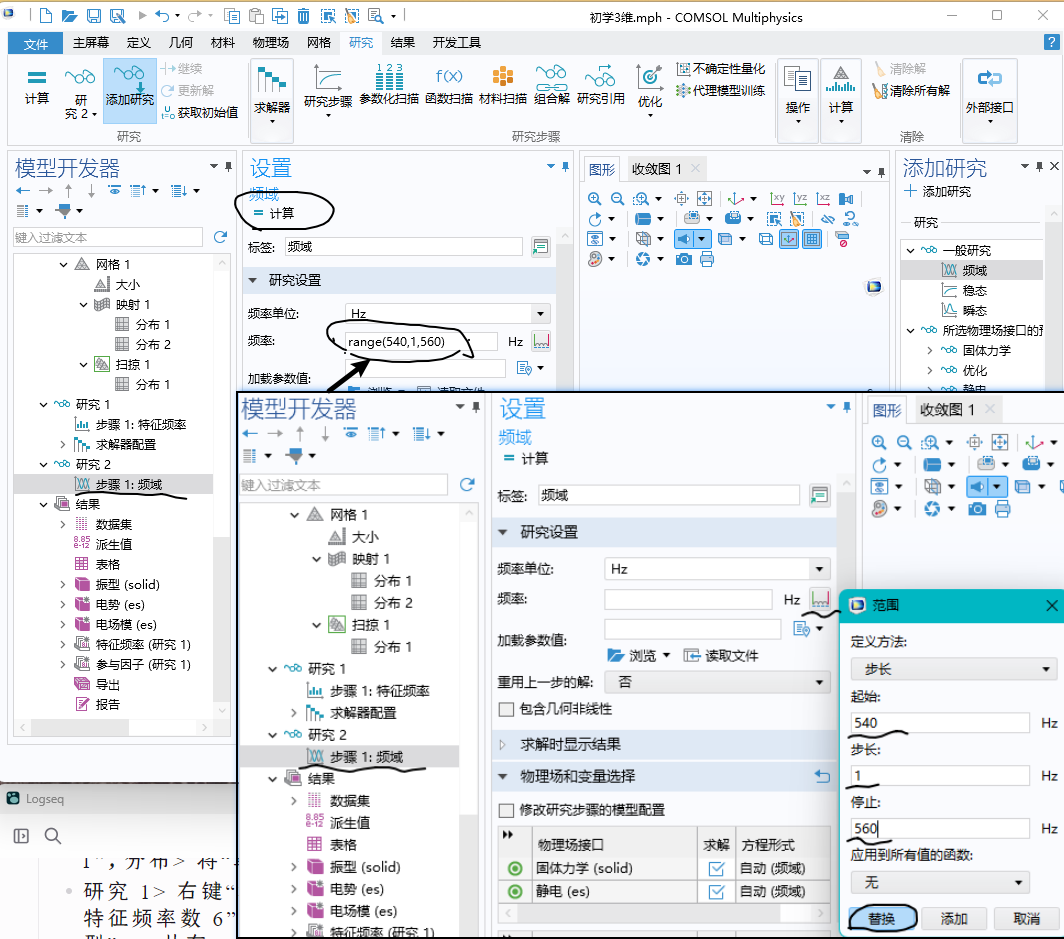 初学3维.mph - COMSOL Multiphysics
文件 主屏幕 定义 几何 材料 物理场 网格 研究 结果 开发工具
计算
研究 2
添加研究
继续
更新解
获取初始值
求解器
研究步骤
参数化扫描
f(x)
函数扫描
材料扫描
组合解
研究引用
优化
不确定性量化
代理模型训练
操作
计算
清除解
清除所有解
外部接口
研究
研究步骤
清除
模型开发器
键入过滤文本
网格 1
大小
映射 1
分布 1
分布 2
扫掠 1
分布 1
研究 1
步骤 1: 特征频率
求解器配置
研究 2
步骤 1: 频域
结果
数据集
8.85
e-12
派生值
表格
振型 (solid)
电势 (es)
电场模 (es)
特征频率 (研究 1)
参与因子 (研究 1)
导出
报告
设置
频域
= 计算
标签: 频域
研究设置
频率单位: Hz
频率: range(540,1,560) Hz
加载参数值:
浏览 读取文件
图形 收敛图 1
添加研究
添加研究
研究
一般研究
频域
稳态
瞬态
所选物理场接口的预
固体力学
优化
静电
模型开发器
键入过滤文本
网格 1
大小
映射 1
分布 1
分布 2
扫掠 1
分布 1
研究 1
步骤 1: 特征频率
求解器配置
研究 2
步骤 1: 频域
结果
数据集
8.85
e-12
派生值
表格
振型 (solid)
电势 (es)
电场模 (es)
特征频率 (研究 1)
设置
频域
= 计算
标签: 频域
研究设置
频率单位: Hz
频率: Hz
加载参数值:
浏览 读取文件
重用上一步的解: 否
包含几何非线性
求解时显示结果
物理场和变量选择
修改研究步骤的模型配置
物理场接口 求解 方程形式
固体力学 (solid) 自动 (频域)
静电 (es) 自动 (频域)
图形 收敛图 1
范围
定义方法:
步长
起始:
540 Hz
步长:
1 Hz
停止:
560 Hz
应用到所有值的函数:
无
替换 添加 取消
Logseq
1”, 分布> 将“
研究 1> 右键“
特征频率数 6”